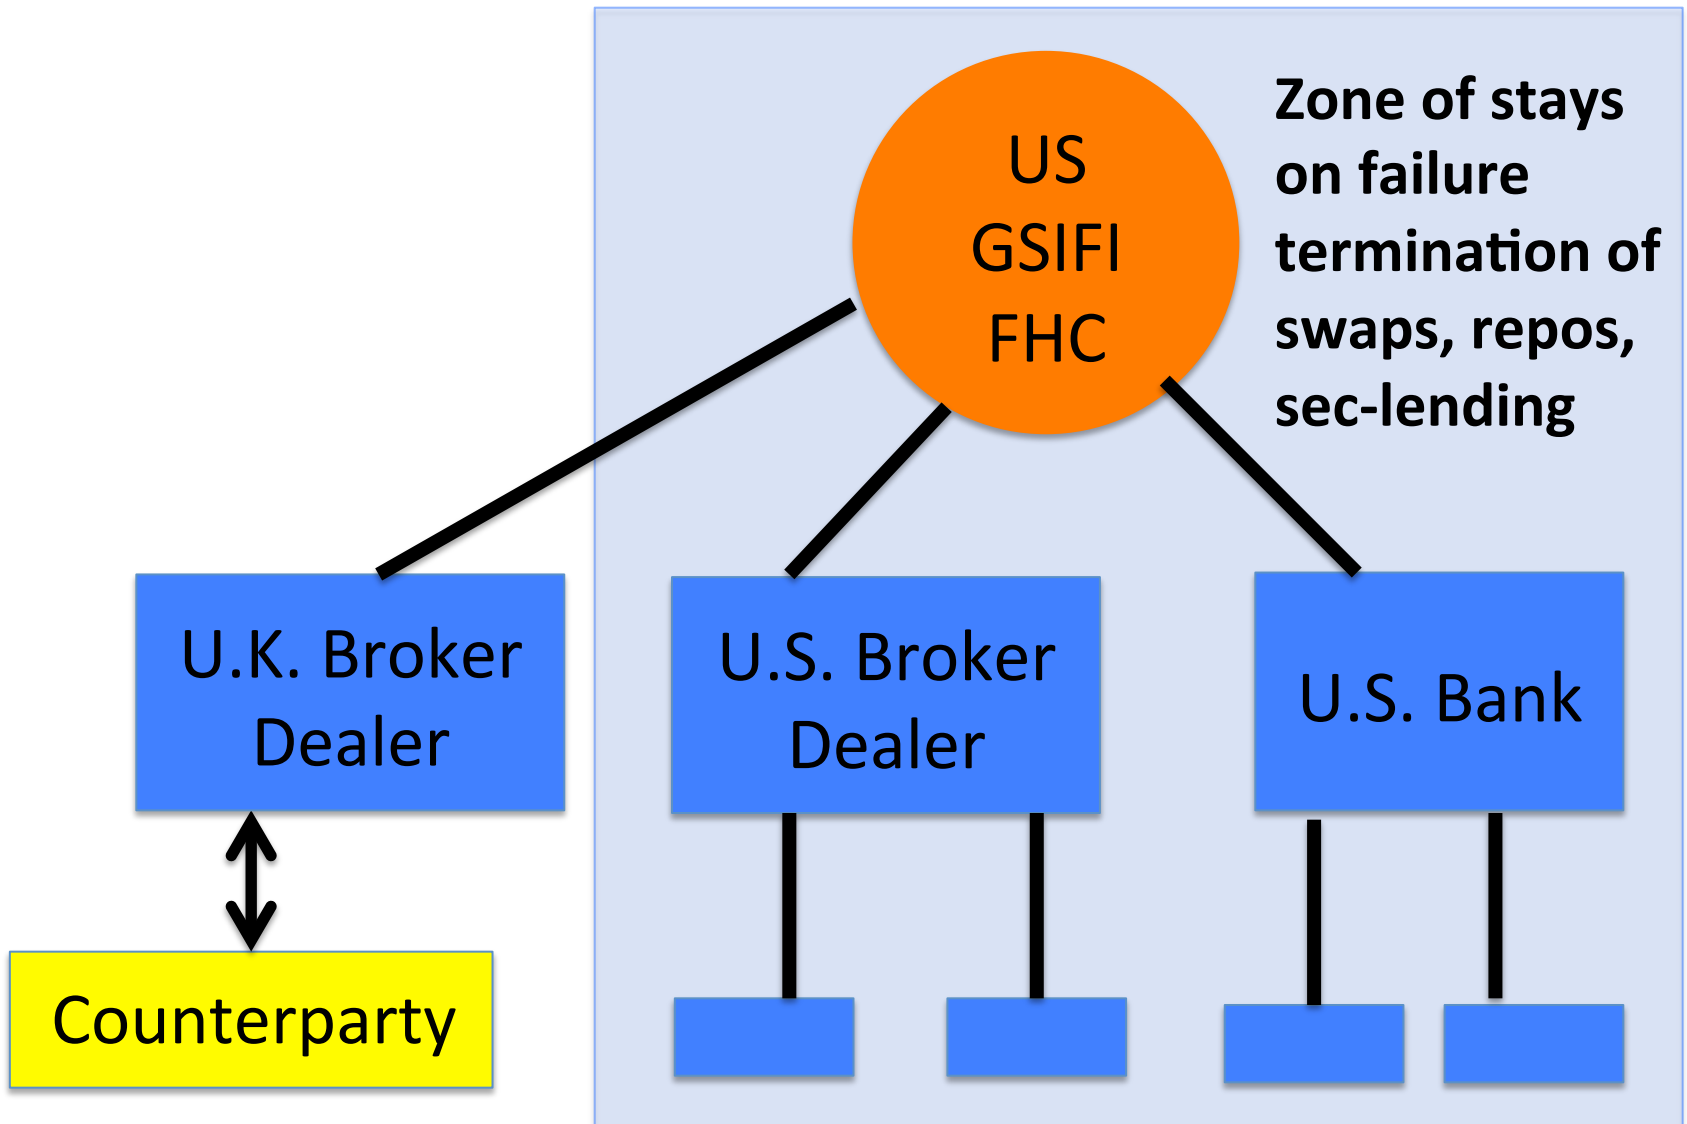 US
GSIFI
FHC
Zone of stays
on failure
termination of
swaps, repos,
sec-lending
U.K. Broker
Dealer
U.S. Broker
Dealer
U.S. Bank
Counterparty